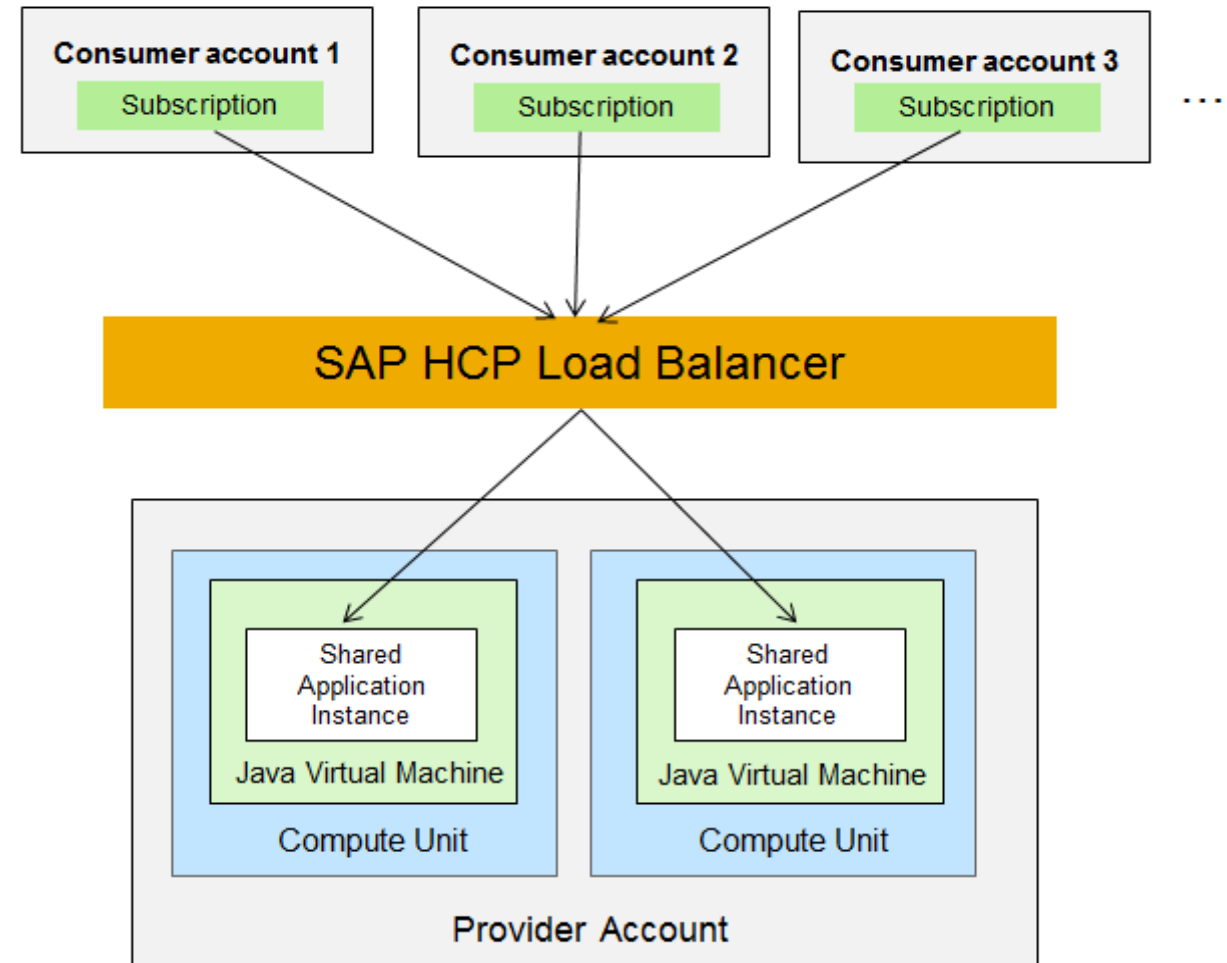 Consumer account 1
Subscription
Consumer account 2
Subscription
Consumer account 3
Subscription
...
SAP HCP Load Balancer
Shared
Application
Instance
Java Virtual Machine
Compute Unit
Shared
Application
Instance
Java Virtual Machine
Compute Unit
Provider Account